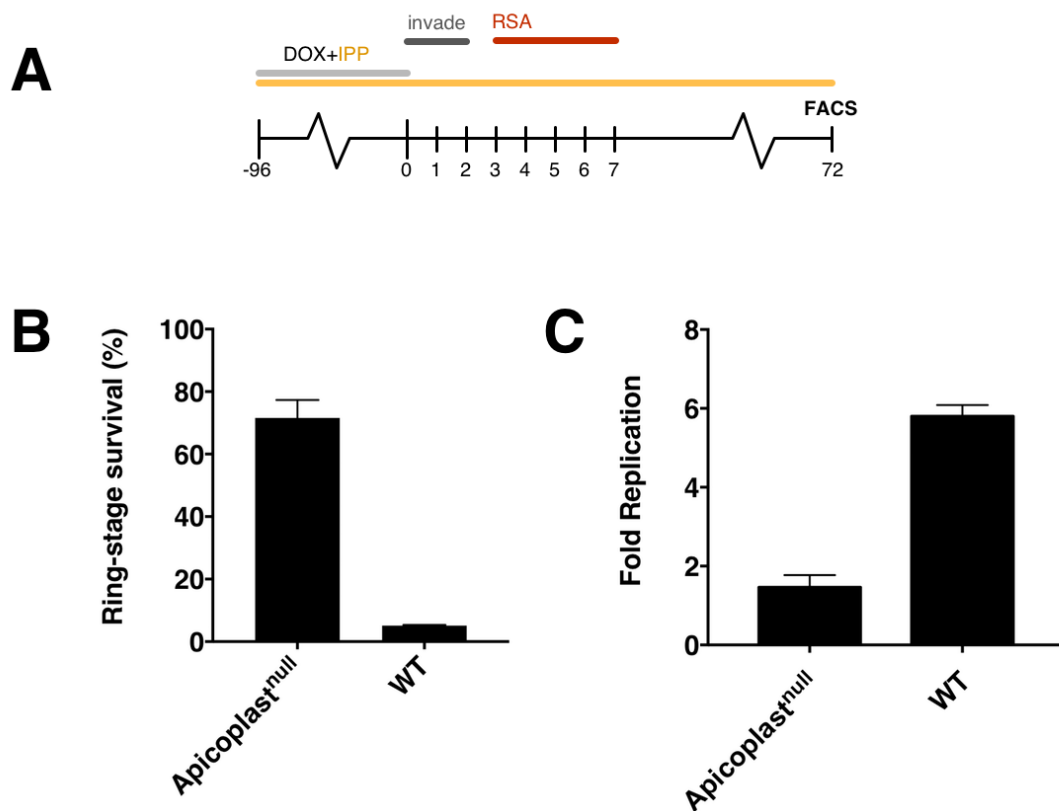 A
invade
RSA
DOX+IPP
FACS
-96 0 1 2 3 4 5 6 7 72
B
Ring-stage survival (%)
100
80
60
40
20
0
Apicoplastnull
WT
C
Fold Replication
8
6
4
2
0
Apicoplastnull
WT